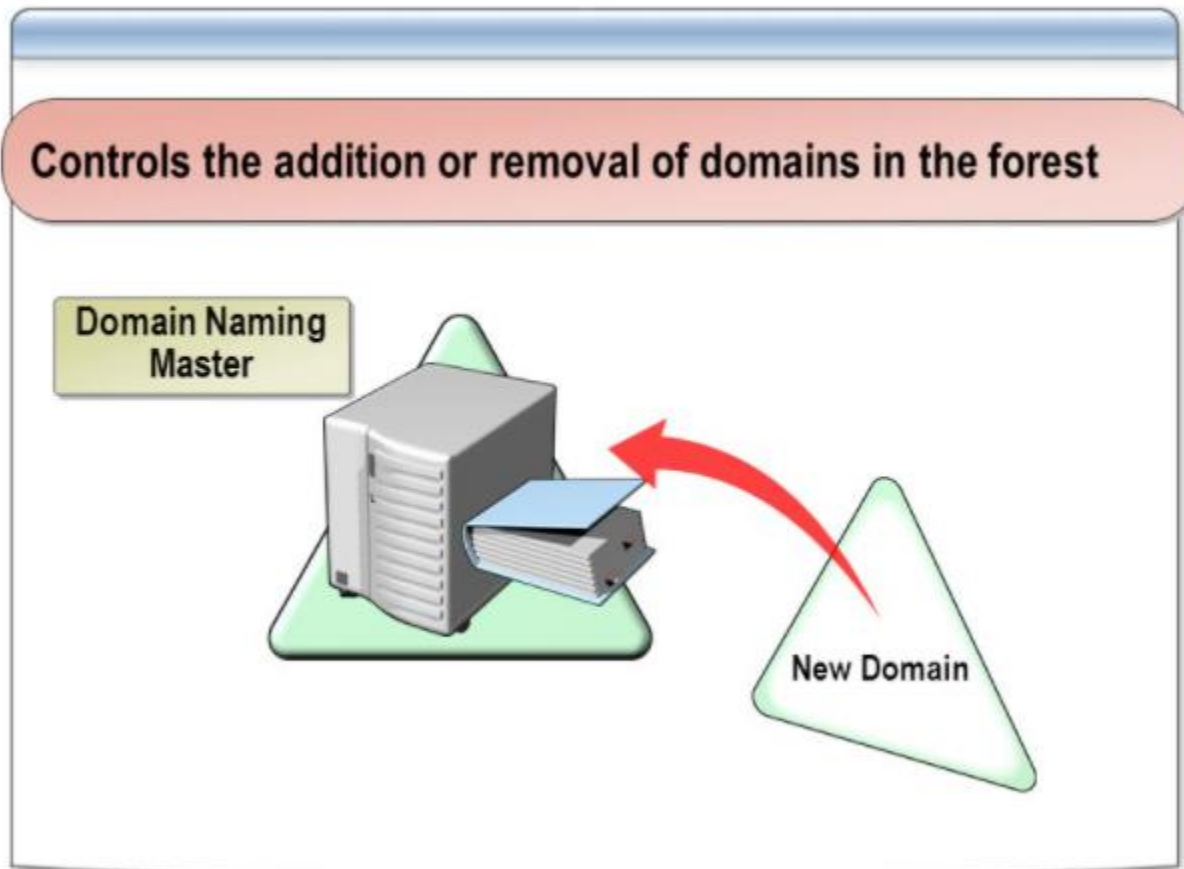 Controls the addition or removal of domains in the forest
Domain Naming
Master
New Domain